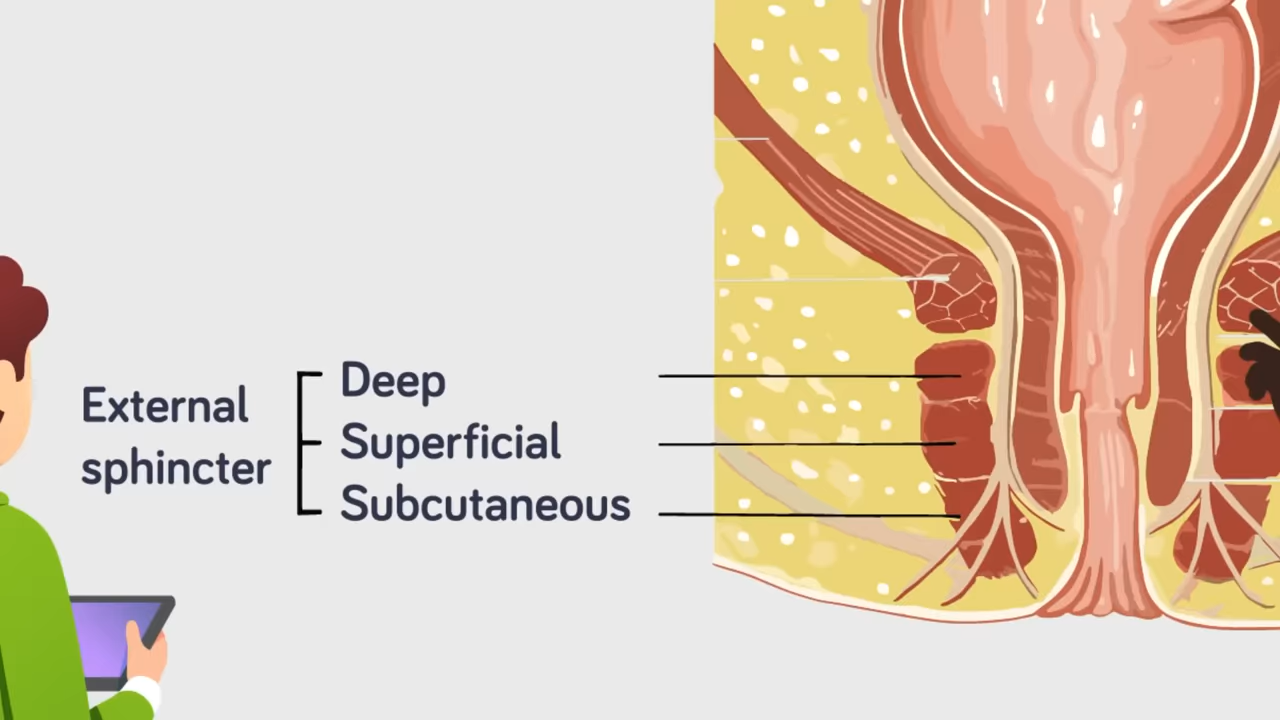 External
sphincter
Deep
Superficial
Subcutaneous